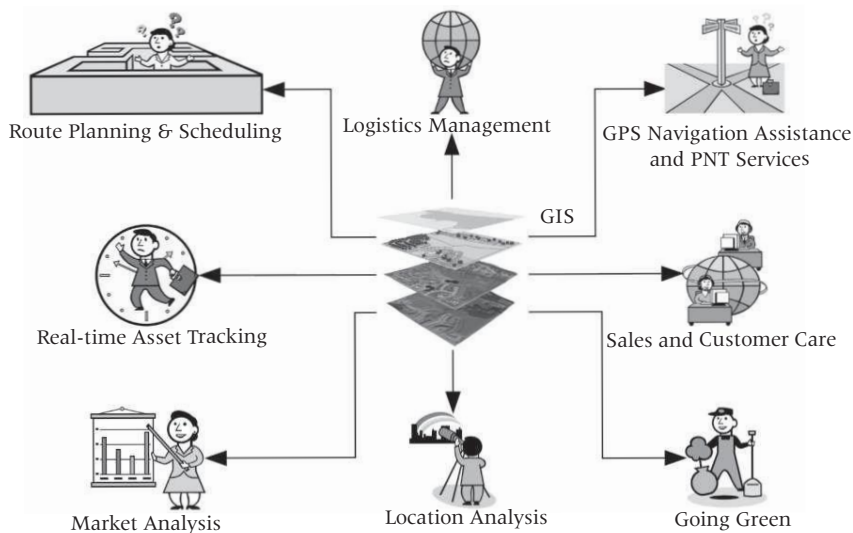 Route Planning & Scheduling
Logistics Management
GPS Navigation Assistance
and PNT Services
GIS
Real-time Asset Tracking
Sales and Customer Care
Market Analysis
Location Analysis
Going Green